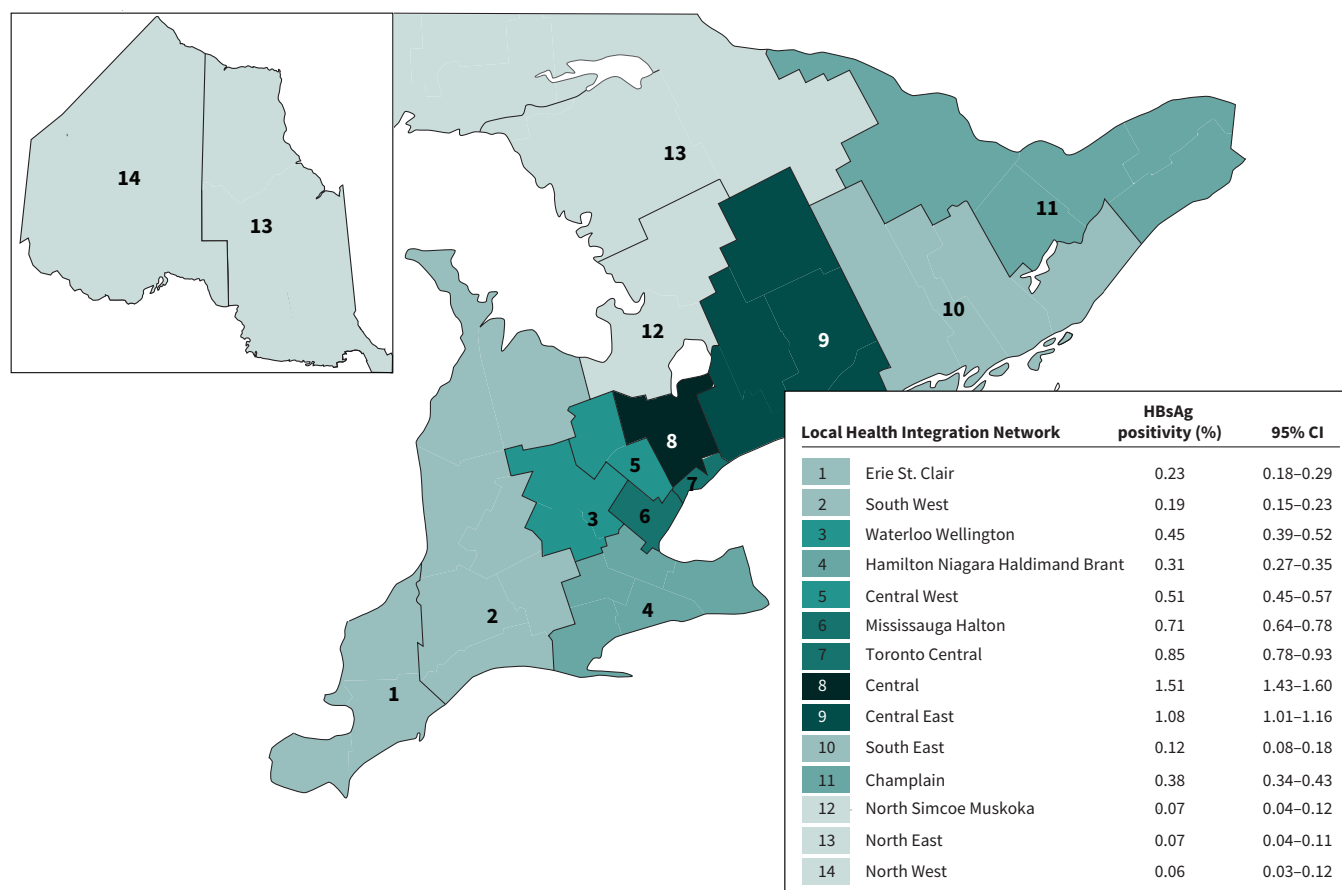 14
13
13
11
12
10
9
8
5
7
6
3
2
4
1
HBsAg
Local Health Integration Network positivity (%) 95% CI
1 Erie St. Clair 0.23 0.18–0.29
2 South West 0.19 0.15–0.23
3 Waterloo Wellington 0.45 0.39–0.52
4 Hamilton Niagara Haldimand Brant 0.31 0.27–0.35
5 Central West 0.51 0.45–0.57
6 Mississauga Halton 0.71 0.64–0.78
7 Toronto Central 0.85 0.78–0.93
8 Central 1.51 1.43–1.60
9 Central East 1.08 1.01–1.16
10 South East 0.12 0.08–0.18
11 Champlain 0.38 0.34–0.43
12 North Simcoe Muskoka 0.07 0.04–0.12
13 North East 0.07 0.04–0.11
14 North West 0.06 0.03–0.12